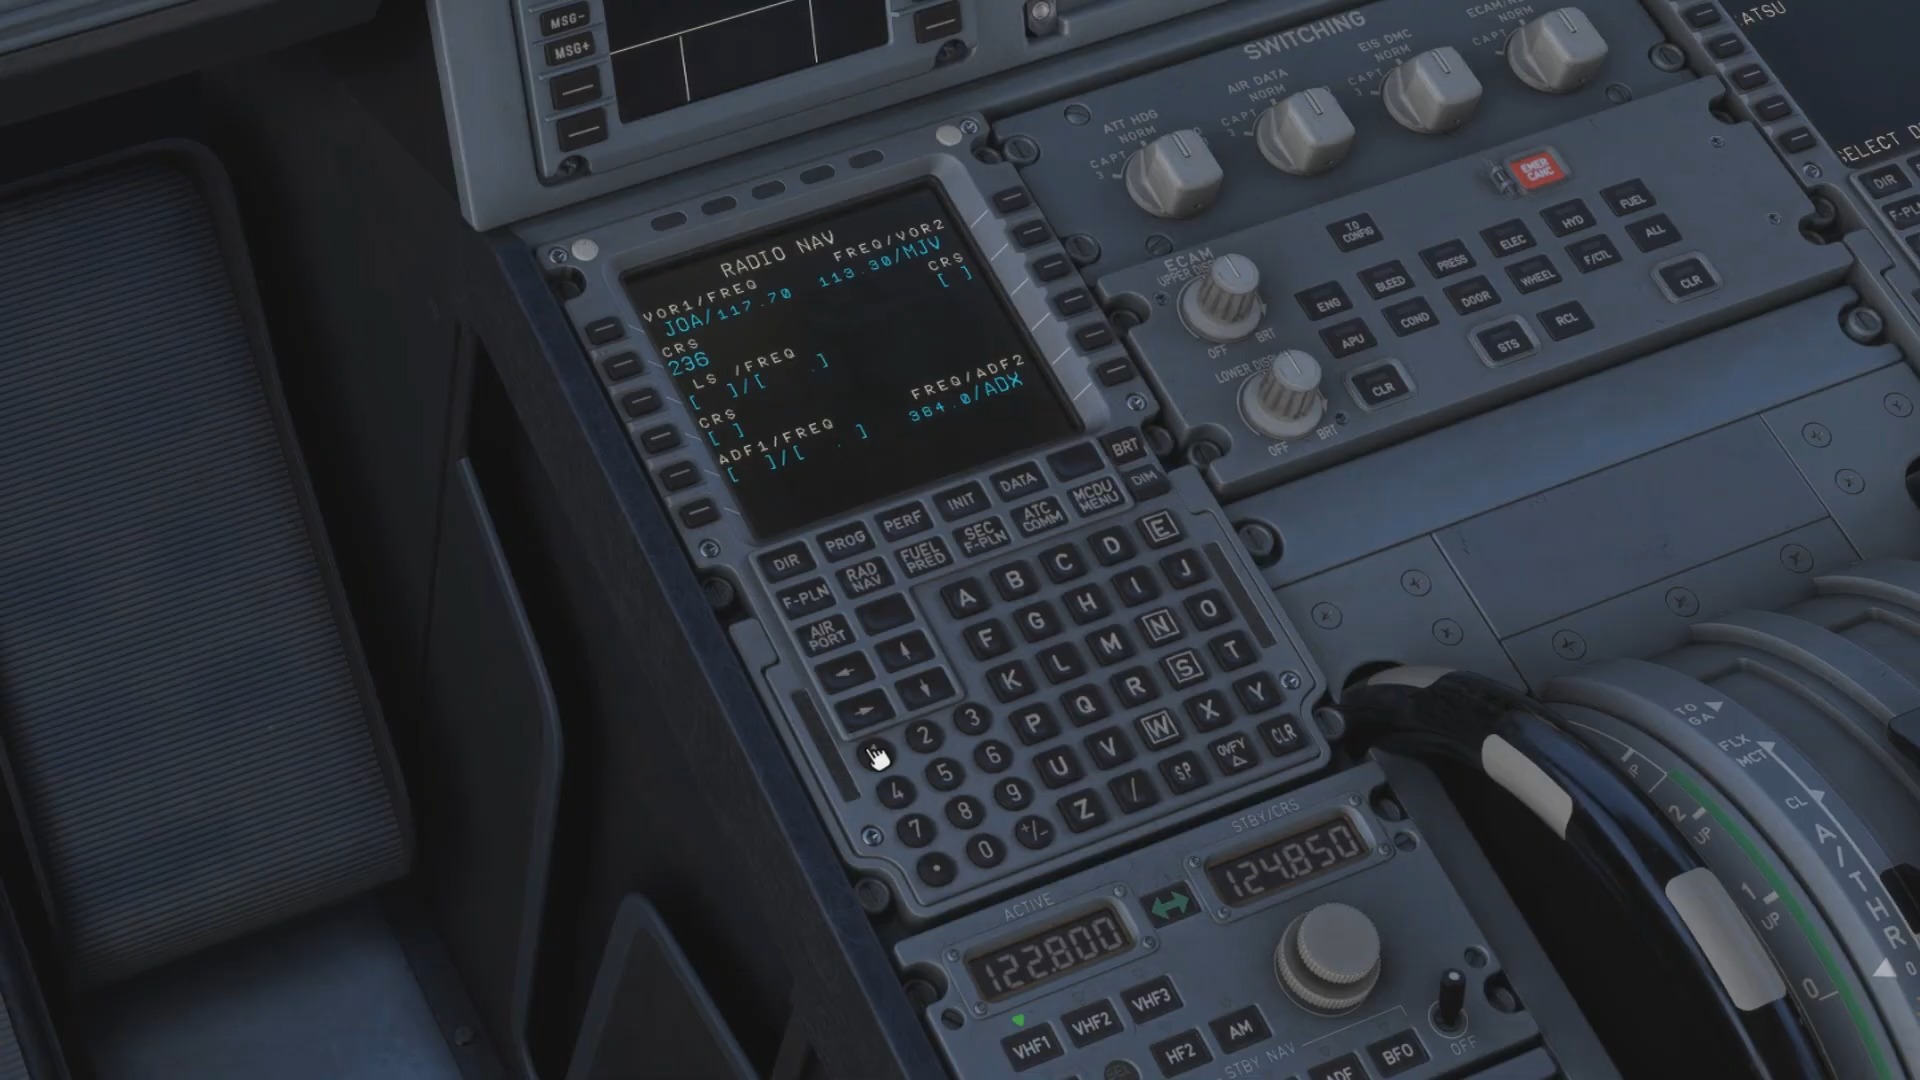 MSG-
MSG+
SWITCHING
ATT HDG
NORM
CAPT
3
AIR DATA
NORM
CAPT
3
EIS DMC
NORM
CAPT
3
NORM
CAPT
ATSU
DIR
RADIO NAV
VOR1/FREQ FREQ/VOR2
JOA/117.70 113.30/MJV
CRS CRS
236 [ ]
LS /FREQ
[ ]/[ . ]
CRS
[ ]
ADF1/FREQ FREQ/ADF2
[ ]/[ . ] 384.0/ADX
BRT
DIM
DIR PROG PERF INIT DATA
F-PLN RAD NAV FUEL PRED SEC F-PLN ATC COMM MCDU MENU
AIR PORT
A B C D E
F G H I J
K L M N O
P Q R S T
U V W X Y
Z / SP OVFY CLR
2 3
4 5 6
7 8 9
. 0 +/-
ECAM
UPPER DISP
OFF BRT
OFF BRT
EMER CANC
TO CONFIG
ENG BLEED PRESS ELEC HYD FUEL
APU COND DOOR WHEEL F/CTL ALL
CLR STS RCL CLR
ACTIVE STBY/CRS
122.800 124.850
VHF1 VHF2 VHF3
HF2 AM
STBY NAV
ADF BFO
OFF
TO GA
FLX MCT
CL
A/THR
2
UP
1
UP
0
0